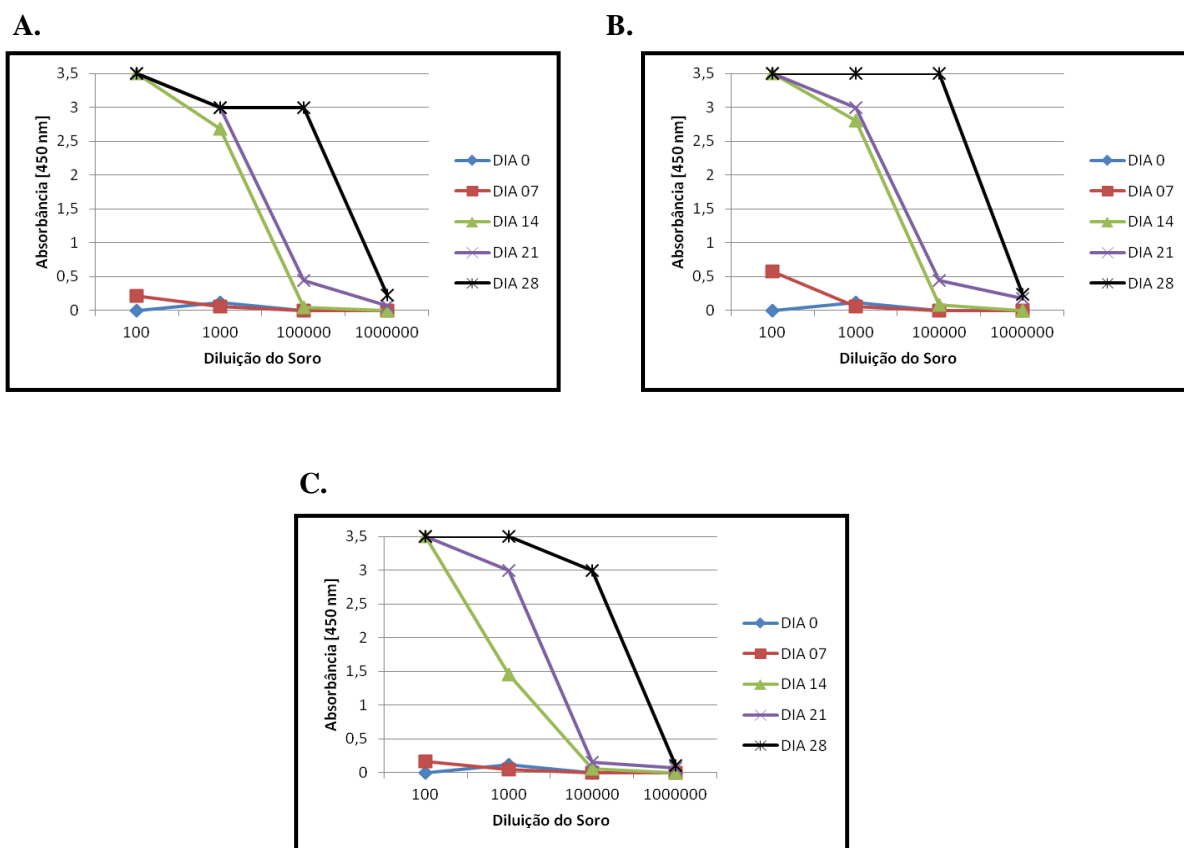 A.
3,5
3
2,5
2
1,5
1
0,5
0
Absorbância [450 nm]
100 1000 100000 1000000
Diluição do Soro
DIA 0
DIA 07
DIA 14
DIA 21
DIA 28
B.
3,5
3
2,5
2
1,5
1
0,5
0
Absorbância [450 nm]
100 1000 100000 1000000
Diluição do Soro
DIA 0
DIA 07
DIA 14
DIA 21
DIA 28
C.
3,5
3
2,5
2
1,5
1
0,5
0
Absorbância [450 nm]
100 1000 100000 1000000
Diluição do Soro
DIA 0
DIA 07
DIA 14
DIA 21
DIA 28